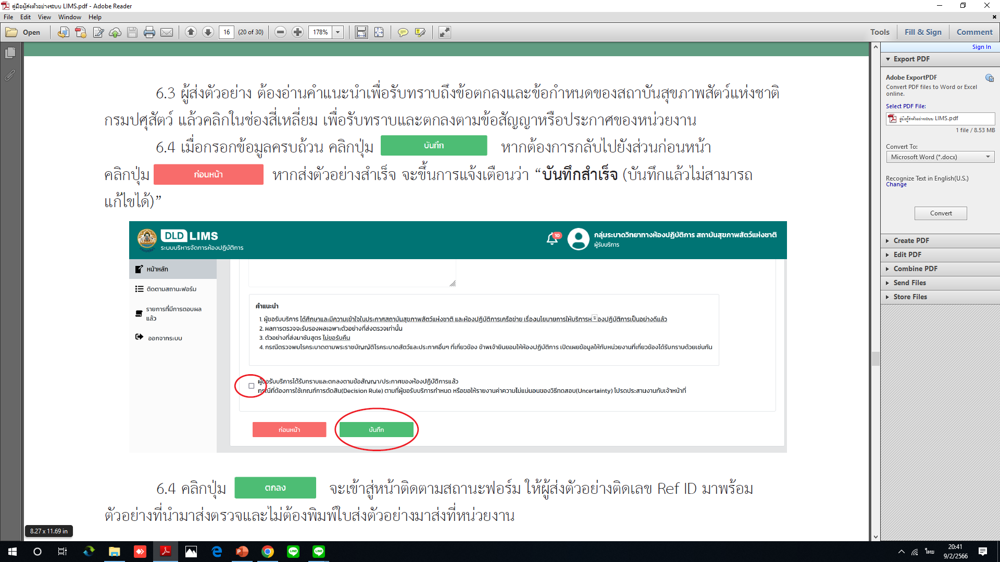 คู่มือผู้ส่งตัวอย่างระบบ LIMS.pdf - Adobe Reader
File Edit View Window Help
Open 16 (20 of 30) 178% Tools Fill & Sign Comment
Sign In
Export PDF
Adobe ExportPDF
Convert PDF files to Word or Excel online.
Select PDF File:
คู่มือผู้ส่งตัวอย่างระบบ LIMS.pdf
1 file / 8.53 MB
Convert To:
Microsoft Word (*.docx)
Recognize Text in English(U.S.)
Change
Convert
Create PDF
Edit PDF
Combine PDF
Send Files
Store Files
6.3 ผู้ส่งตัวอย่าง ต้องอ่านคำแนะนำเพื่อรับทราบถึงข้อตกลงและข้อกำหนดของสถาบันสุขภาพสัตว์แห่งชาติ
กรมปศุสัตว์ แล้วคลิกในช่องสี่เหลี่ยม เพื่อรับทราบและตกลงตามข้อสัญญาหรือประกาศของหน่วยงาน
6.4 เมื่อกรอกข้อมูลครบถ้วน คลิกปุ่ม บันทึก หากต้องการกลับไปยังส่วนก่อนหน้า
คลิกปุ่ม ก่อนหน้า หากส่งตัวอย่างสำเร็จ จะขึ้นการแจ้งเตือนว่า “บันทึกสำเร็จ (บันทึกแล้วไม่สามารถ
แก้ไขได้)”
DLD LIMS
ระบบบริหารจัดการห้องปฏิบัติการ
10
กลุ่มระบาดวิทยาทางห้องปฏิบัติการ สถาบันสุขภาพสัตว์แห่งชาติ
ผู้รับบริการ
หน้าหลัก
ติดตามสถานะฟอร์ม
รายการที่มีการตอบผล
แล้ว
ออกจากระบบ
คำแนะนำ
1. ผู้ขอรับบริการ ได้ศึกษาและมีความเข้าใจในประกาศสถาบันสุขภาพสัตว์แห่งชาติ และห้องปฏิบัติการเครือข่าย เรื่องนโยบายการให้บริการห้องปฏิบัติการเป็นอย่างดีแล้ว
2. ผลการตรวจจะรับรองผลเฉพาะตัวอย่างที่ส่งตรวจเท่านั้น
3. ตัวอย่างที่ส่งมาชันสูตร ไม่ขอรับคืน
4. กรณีตรวจพบโรคระบาดตามพระราชบัญญัติโรคระบาดสัตว์และประกาศอื่นๆ ที่เกี่ยวข้อง ข้าพเจ้ายินยอมให้ห้องปฏิบัติการ เปิดเผยข้อมูลให้กับหน่วยงานที่เกี่ยวข้องได้รับทราบด้วยเช่นกัน
ผู้ขอรับบริการได้รับทราบและตกลงตามข้อสัญญา/ประกาศของห้องปฏิบัติการแล้ว
กรณีที่ต้องการใช้เกณฑ์การตัดสิน(Decision Rule) ตามที่ผู้ขอรับบริการกำหนด หรือขอให้รายงานค่าความไม่แน่นอนของวิธีทดสอบ(Uncertainty) โปรดประสานงานกับเจ้าหน้าที่
ก่อนหน้า บันทึก
6.4 คลิกปุ่ม ตกลง จะเข้าสู่หน้าติดตามสถานะฟอร์ม ให้ผู้ส่งตัวอย่างติดเลข Ref ID มาพร้อม
ตัวอย่างที่นำมาส่งตรวจและไม่ต้องพิมพ์ใบส่งตัวอย่างมาส่งที่หน่วยงาน
8.27 x 11.69 in
ไทย
20:41
9/2/2566